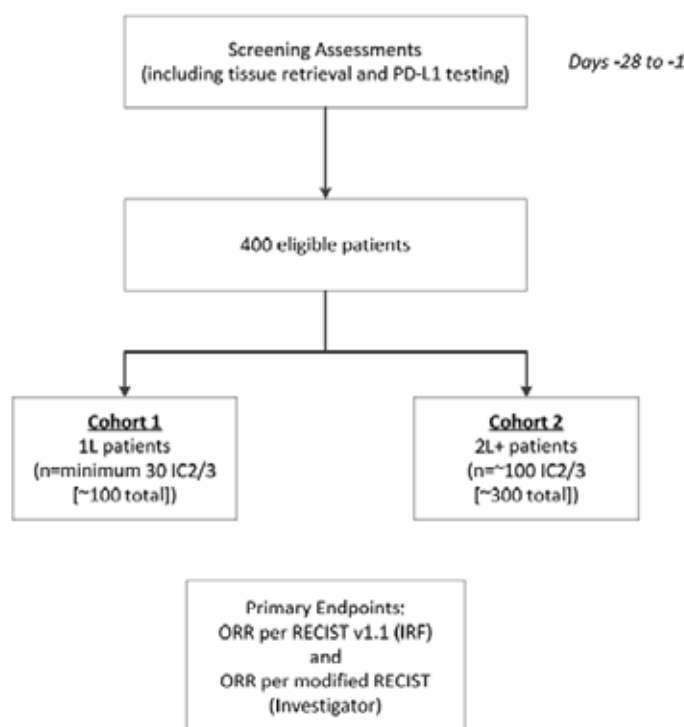 Screening Assessments
(including tissue retrieval and PD-L1 testing)
Days -28 to -1
400 eligible patients
Cohort 1
1L patients
(n=minimum 30 IC2/3
[~100 total])
Cohort 2
2L+ patients
(n=~100 IC2/3
[~300 total])
Primary Endpoints:
ORR per RECIST v1.1 (IRF)
and
ORR per modified RECIST
(Investigator)